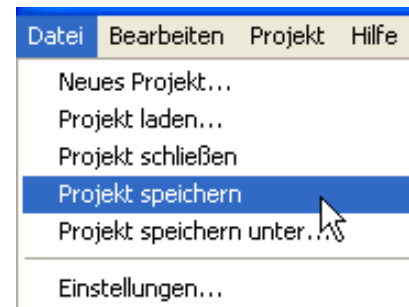 Datei Bearbeiten Projekt Hilfe
Neues Projekt...
Projekt laden...
Projekt schließen
Projekt speichern
Projekt speichern unter...
Einstellungen...